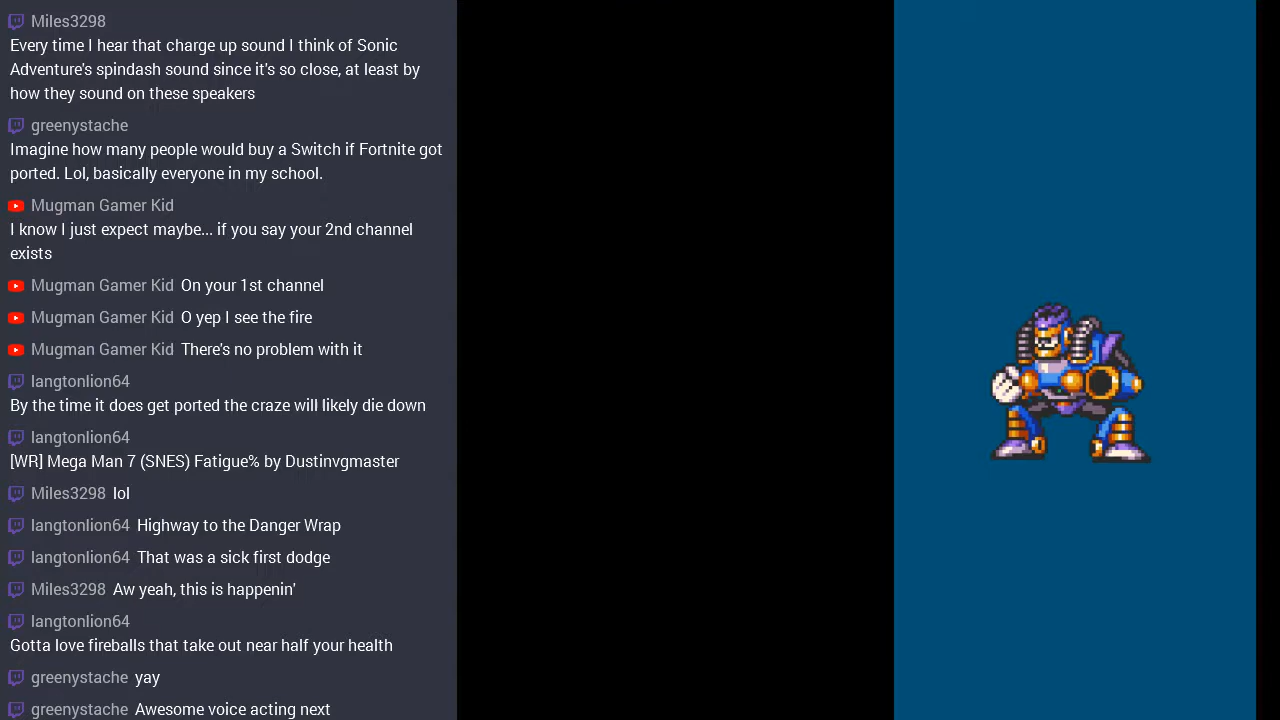 Miles3298
Every time I hear that charge up sound I think of Sonic
Adventure's spindash sound since it's so close, at least by
how they sound on these speakers
greenystache
Imagine how many people would buy a Switch if Fortnite got
ported. Lol, basically everyone in my school.
Mugman Gamer Kid
I know I just expect maybe... if you say your 2nd channel
exists
Mugman Gamer Kid On your 1st channel
Mugman Gamer Kid O yep I see the fire
Mugman Gamer Kid There's no problem with it
langtonlion64
By the time it does get ported the craze will likely die down
langtonlion64
[WR] Mega Man 7 (SNES) Fatigue% by Dustinvgmaster
Miles3298 lol
langtonlion64 Highway to the Danger Wrap
langtonlion64 That was a sick first dodge
Miles3298 Aw yeah, this is happenin'
langtonlion64
Gotta love fireballs that take out near half your health
greenystache yay
greenystache Awesome voice acting next